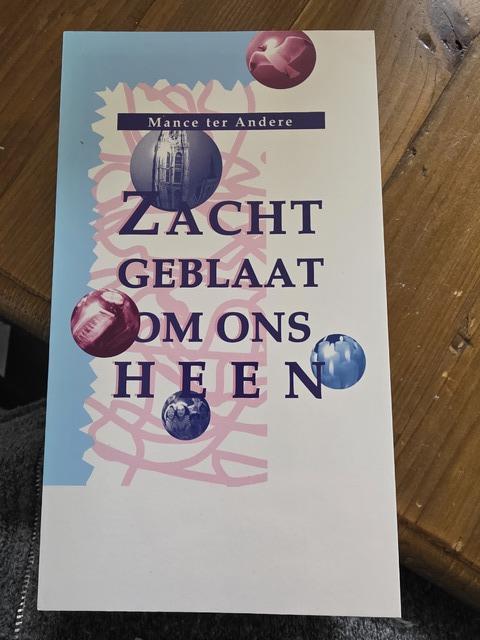 Mance ter Andere
ZACHT
GEBLAAT
OM ONS
HEEN